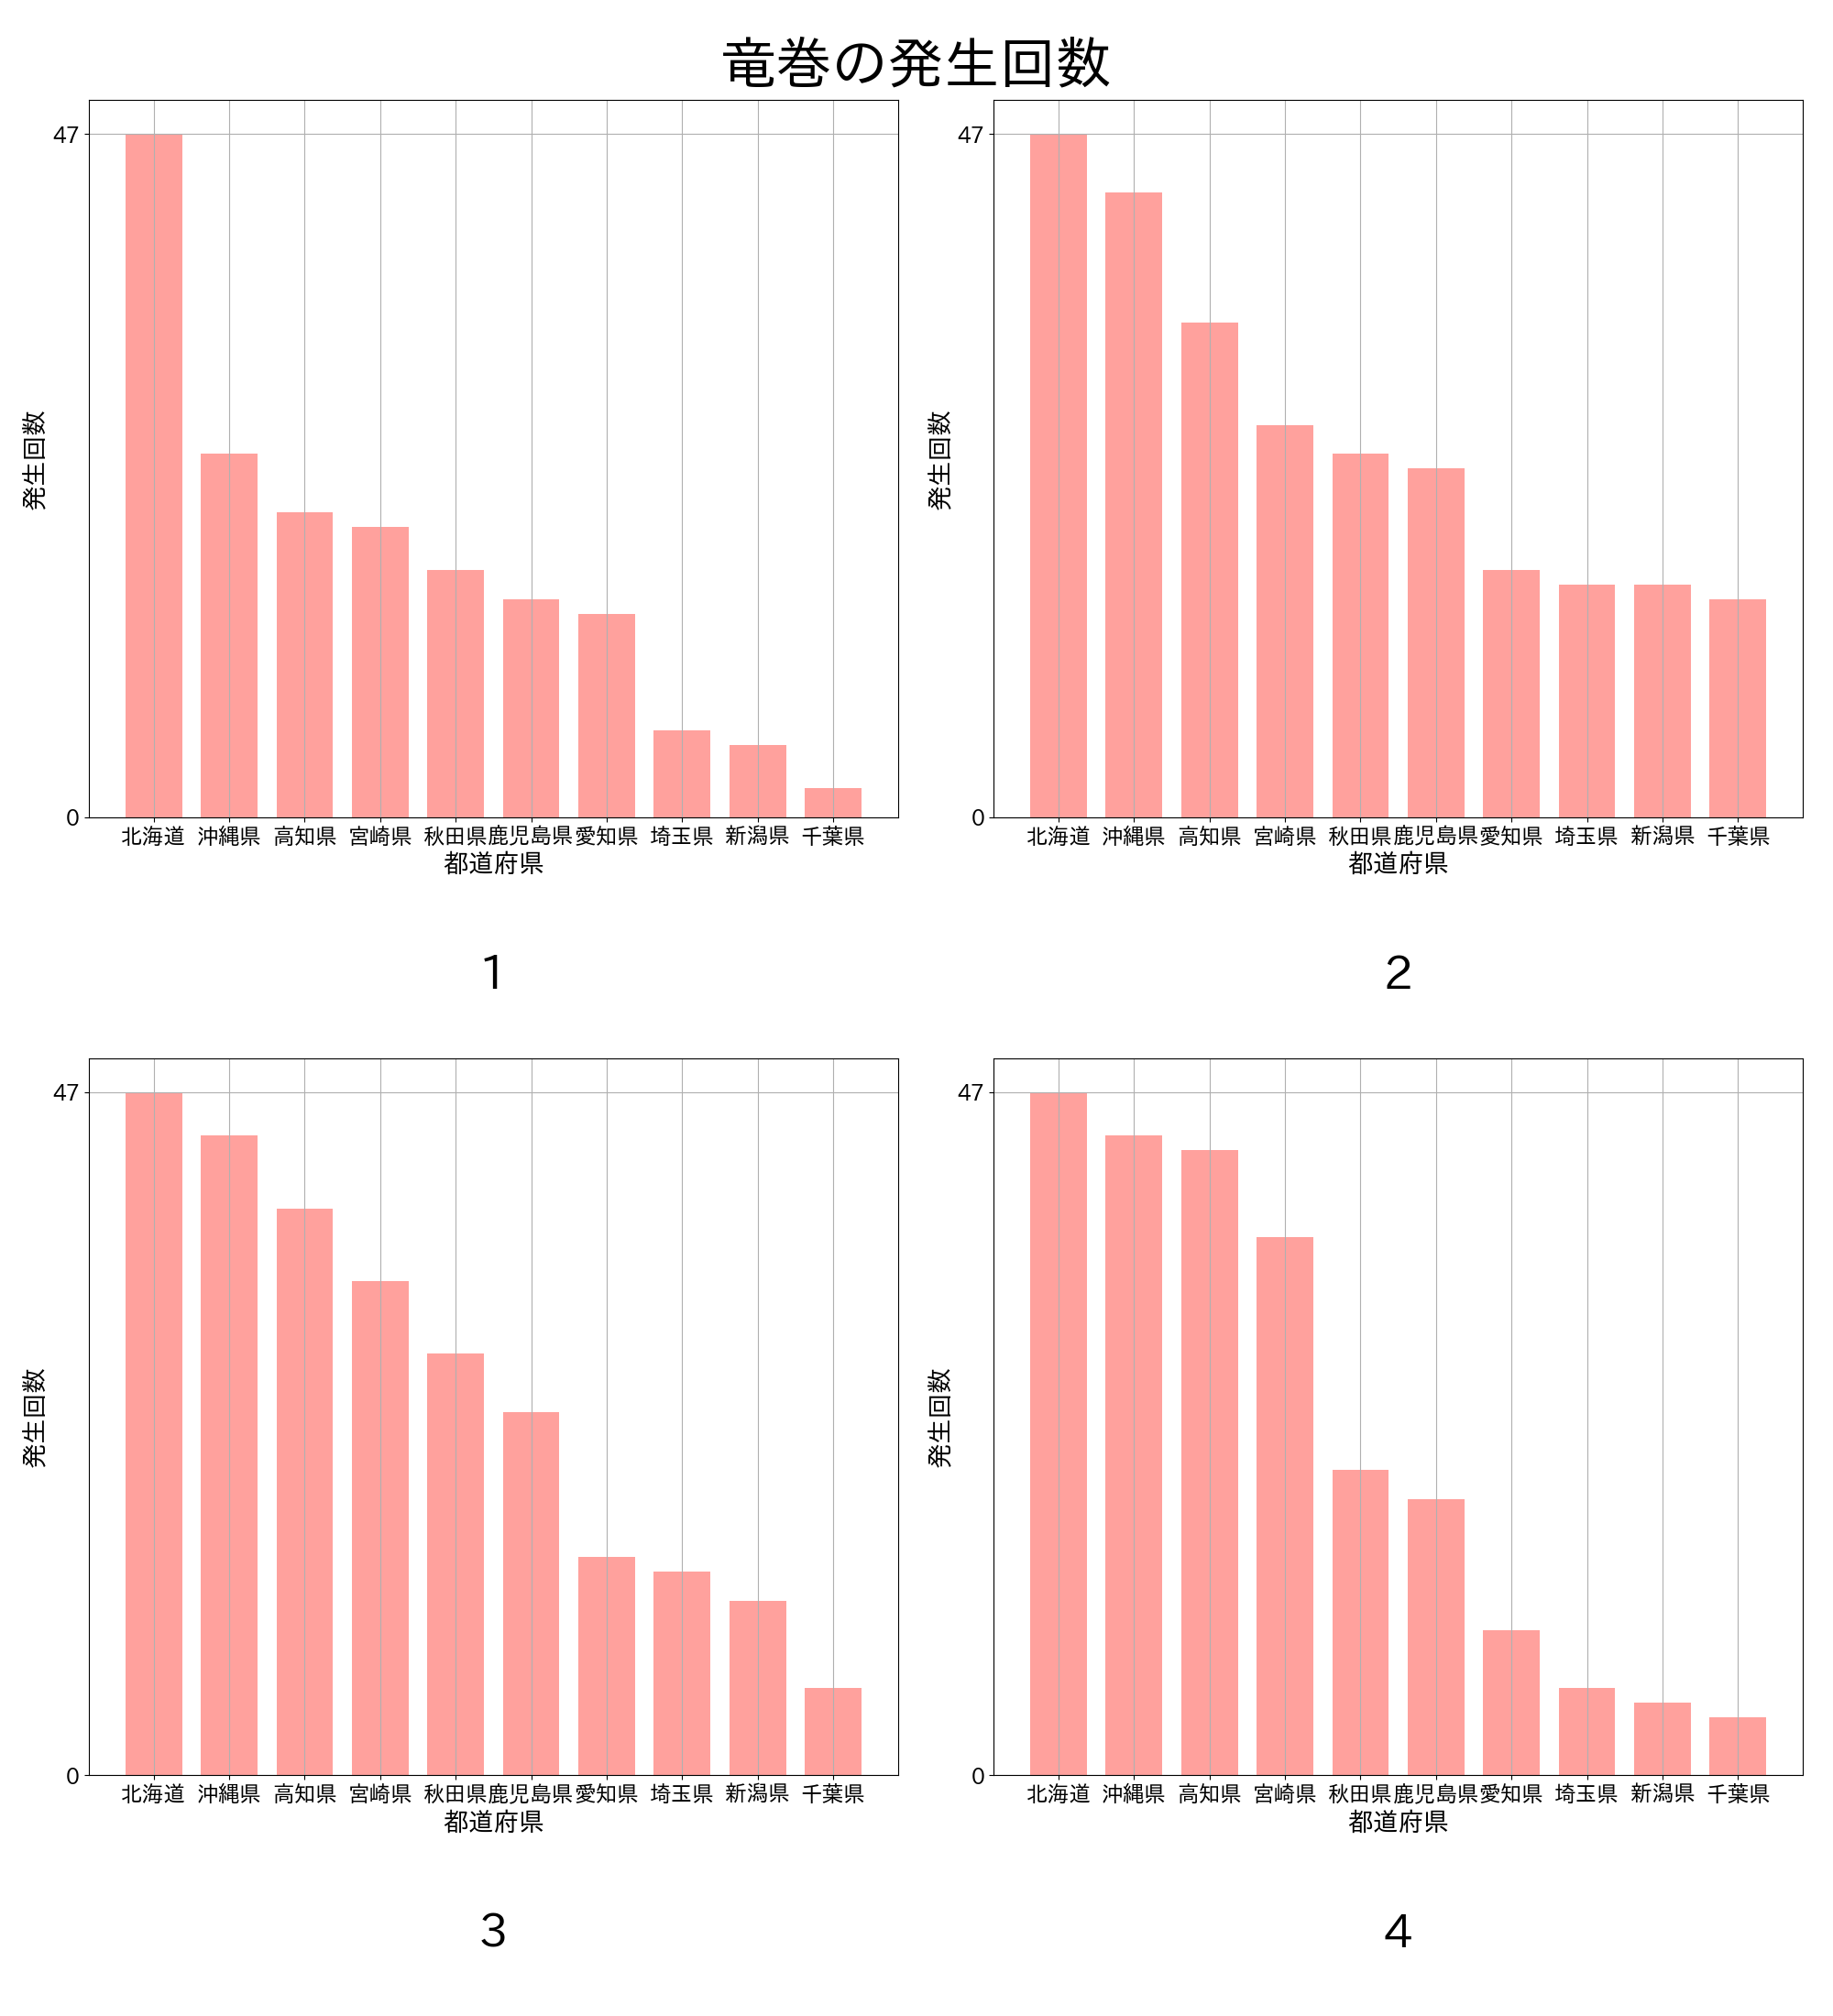 竜巻の発生回数
47
0
発生回数
北海道 沖縄県 高知県 宮崎県 秋田県 鹿児島県 愛知県 埼玉県 新潟県 千葉県
都道府県
1
47
0
発生回数
北海道 沖縄県 高知県 宮崎県 秋田県 鹿児島県 愛知県 埼玉県 新潟県 千葉県
都道府県
2
47
0
発生回数
北海道 沖縄県 高知県 宮崎県 秋田県 鹿児島県 愛知県 埼玉県 新潟県 千葉県
都道府県
3
47
0
発生回数
北海道 沖縄県 高知県 宮崎県 秋田県 鹿児島県 愛知県 埼玉県 新潟県 千葉県
都道府県
4